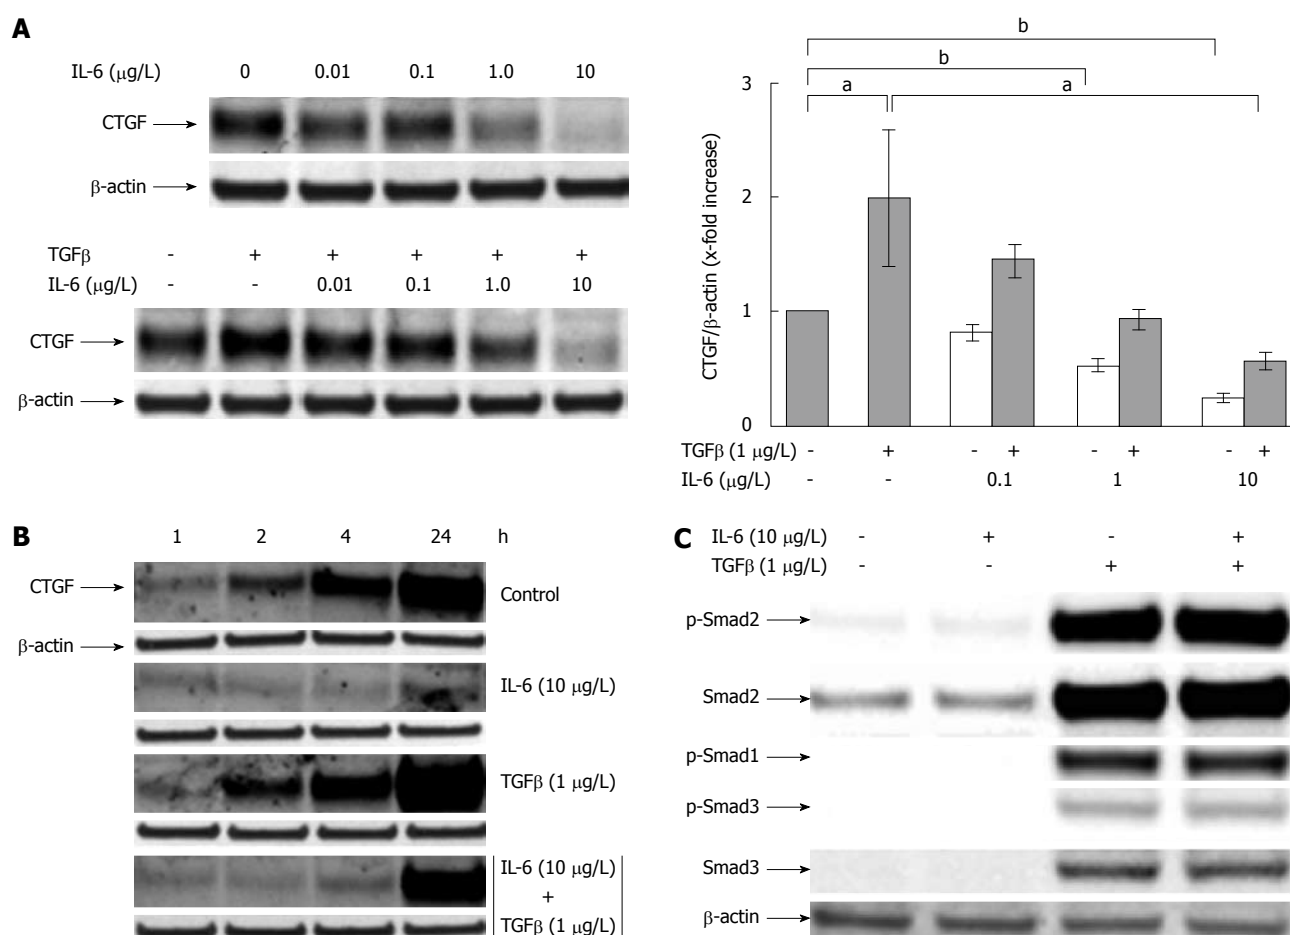 A
IL-6 (μg/L) 0 0.01 0.1 1.0 10
CTGF
β-actin
TGFβ - + + + + +
IL-6 (μg/L) - - 0.01 0.1 1.0 10
CTGF
β-actin
b
b
a a
3
2
1
0
CTGF/β-actin (x-fold increase)
TGFβ (1 μg/L) - + - + - + - +
IL-6 (μg/L) - - 0.1 1 10
B
1 2 4 24 h
CTGF
Control
β-actin
IL-6 (10 μg/L)
TGFβ (1 μg/L)
IL-6 (10 μg/L)
+
TGFβ (1 μg/L)
C
IL-6 (10 μg/L) - + - +
TGFβ (1 μg/L) - - + +
p-Smad2
Smad2
p-Smad1
p-Smad3
Smad3
β-actin